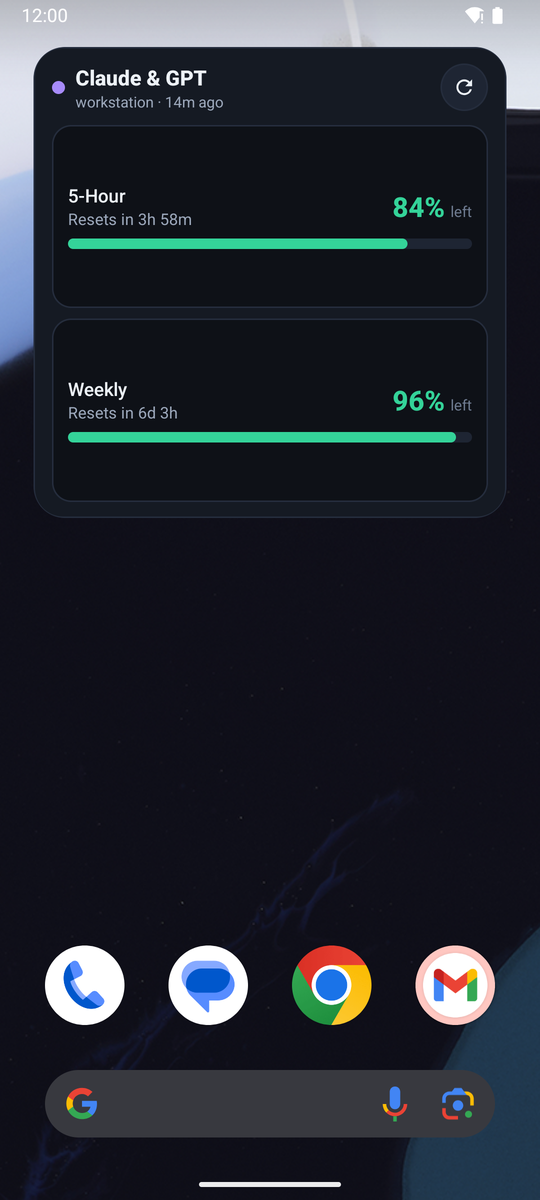 12:00
Claude & GPT
workstation · 14m ago
5-Hour
Resets in 3h 58m
84% left
Weekly
Resets in 6d 3h
96% left